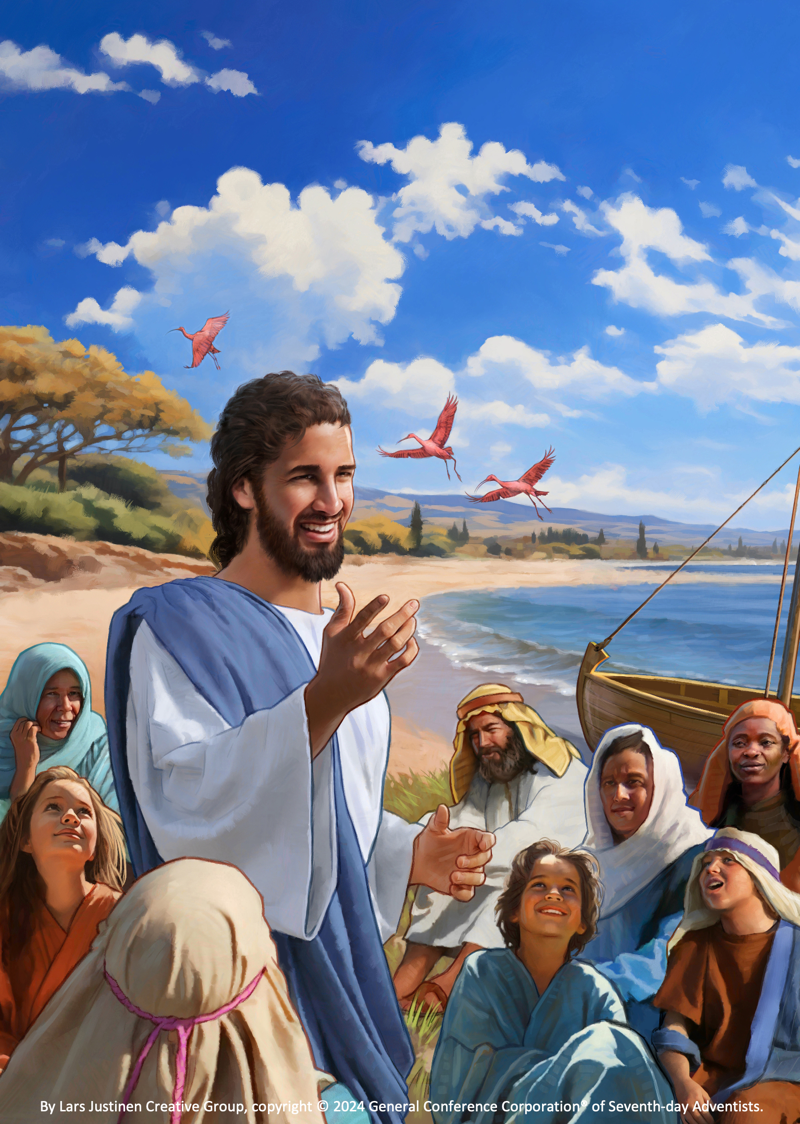 By Lars Justinen Creative Group, copyright © 2024 General Conference Corporation® of Seventh-day Adventists.